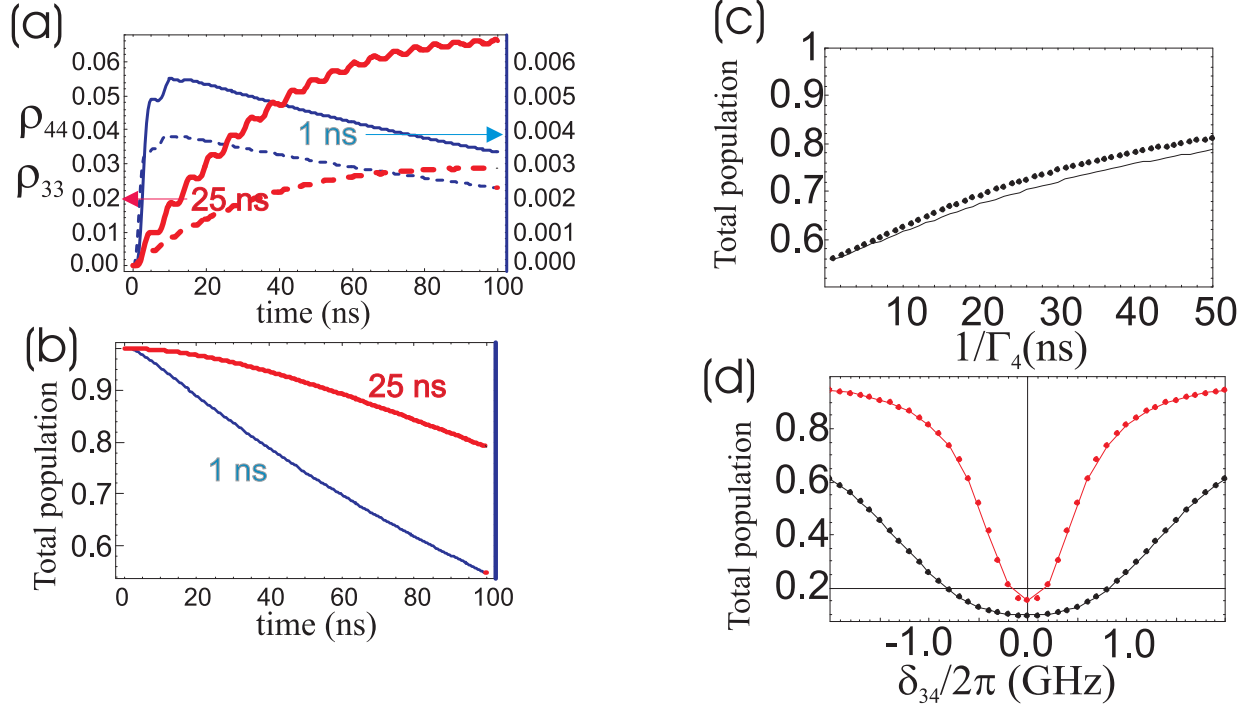 (a)
ρ44
ρ33
0.06
0.05
0.04
0.03
0.02
0.01
0.00
0.006
0.005
0.004
0.003
0.002
0.001
0.000
1 ns
25 ns
0 20 40 60 80 100
time (ns)
(b)
Total population
0.9
0.8
0.7
0.6
25 ns
1 ns
0 20 40 60 80 100
time (ns)
(c)
Total population
1
0.9
0.8
0.7
0.6
10 20 30 40 50
1/Γ4(ns)
(d)
Total population
0.8
0.6
0.4
0.2
-1.0 0.0 1.0
δ34/2π (GHz)